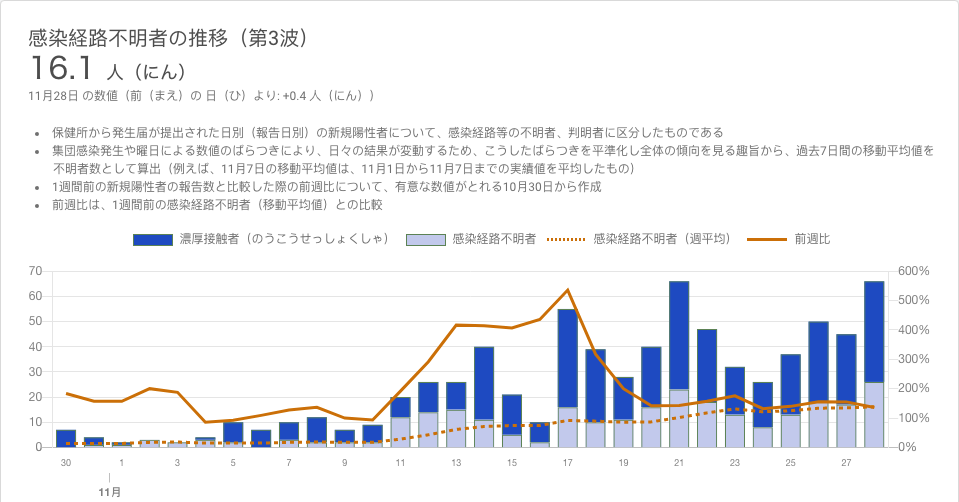 感染経路不明者の推移（第3波）
16.1 人（にん）
11月28日 の数値（前（まえ）の 日（ひ）より: +0.4 人（にん））
• 保健所から発生届が提出された日別（報告日別）の新規陽性者について、感染経路等の不明者、判明者に区分したものである
• 集団感染発生や曜日による数値のばらつきにより、日々の結果が変動するため、こうしたばらつきを平準化し全体の傾向を見る趣旨から、過去7日間の移動平均値を
不明者数として算出（例えば、11月7日の移動平均値は、11月1日から11月7日までの実績値を平均したもの）
• 1週間前の新規陽性者の報告数と比較した際の前週比について、有意な数値がとれる10月30日から作成
• 前週比は、1週間前の感染経路不明者（移動平均値）との比較
濃厚接触者（のうこうせっしょくしゃ） 感染経路不明者 感染経路不明者（週平均） 前週比
70 600%
60 500%
50 400%
40 300%
30 200%
20 100%
10 0%
0
30 1 3 5 7 9 11 13 15 17 19 21 23 25 27
11月